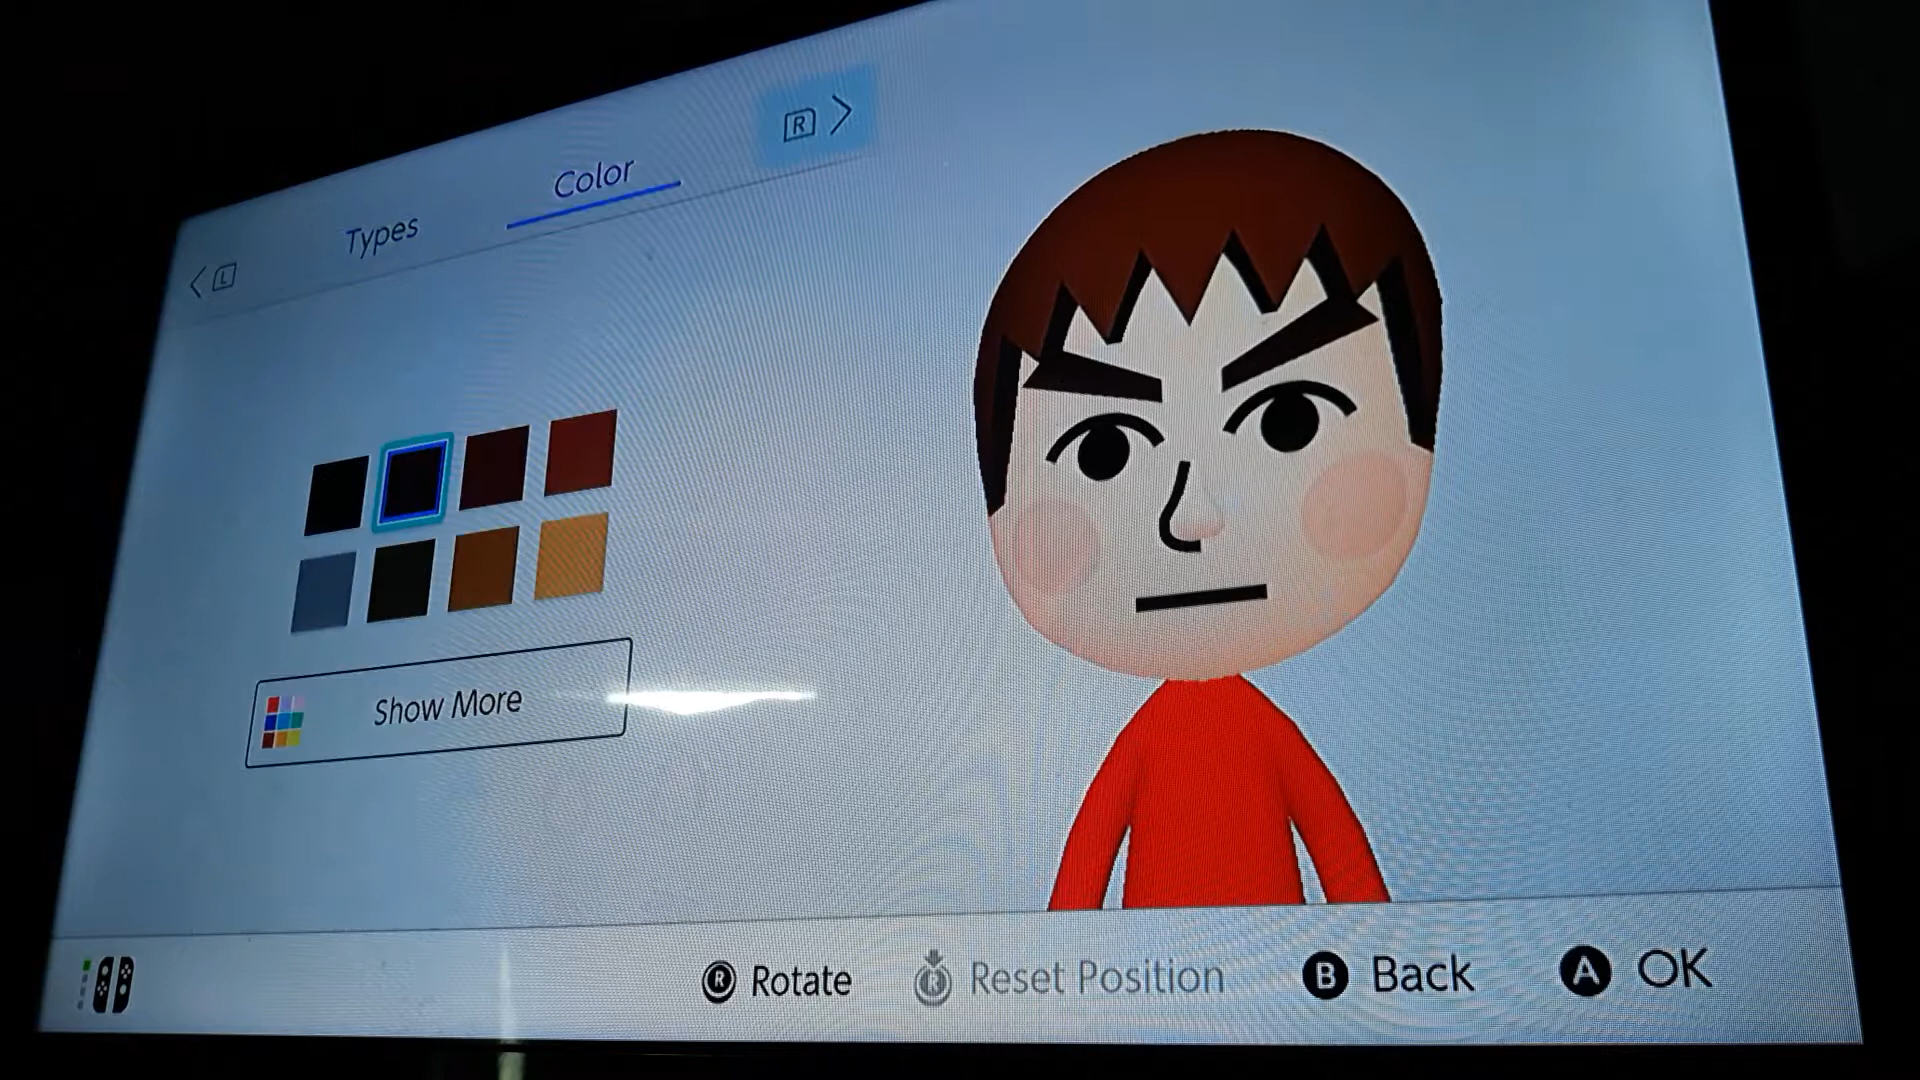 Types
Color
R
L
Show More
R Rotate
R Reset Position
B Back
A OK